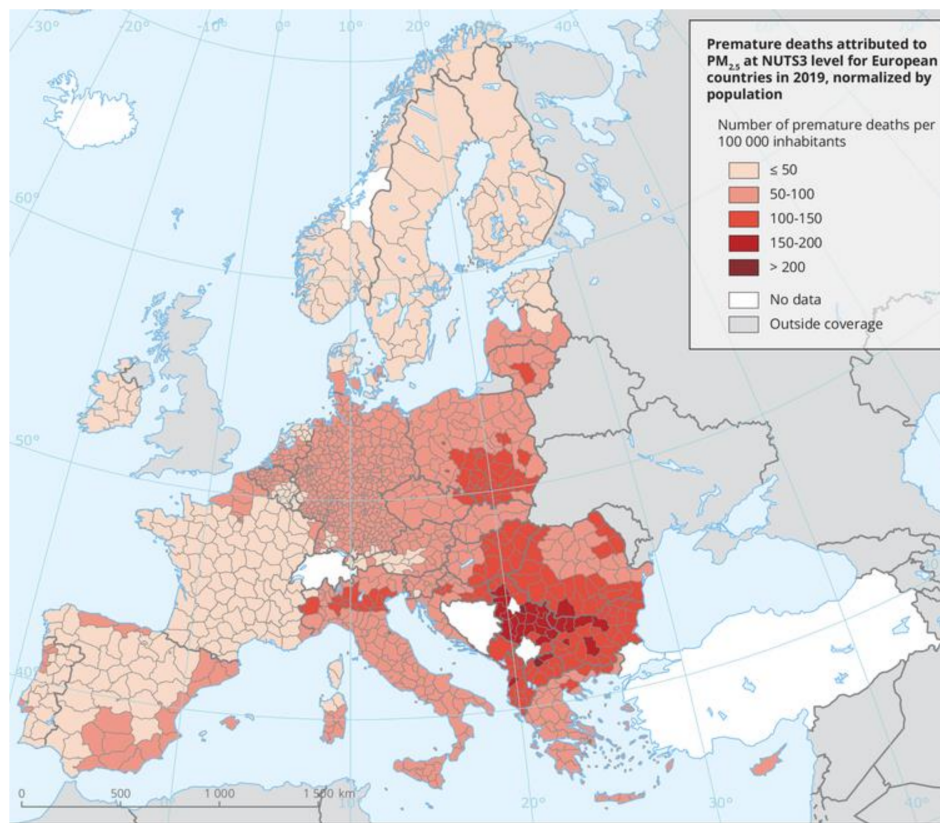 -30°
-20°
0°
10°
20°
30°
40°
50°
Premature deaths attributed to
PM2.5 at NUTS3 level for European
countries in 2019, normalized by
population
Number of premature deaths per
100 000 inhabitants
≤ 50
50-100
100-150
150-200
> 200
No data
Outside coverage
60°
50°
40°
0
500
1 000
1 500 km
10°
20°
30°
40°